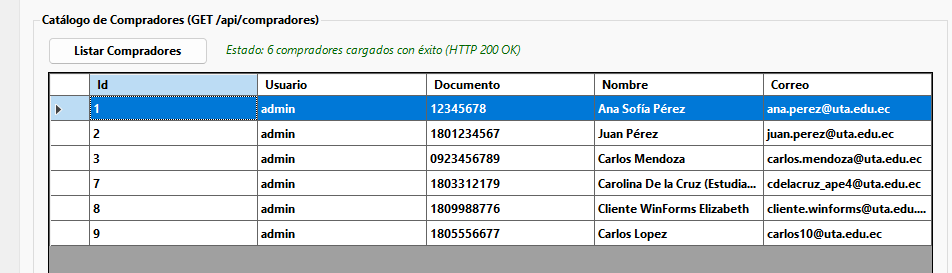 Catálogo de Compradores (GET /api/compradores)
Listar Compradores Estado: 6 compradores cargados con éxito (HTTP 200 OK)
Id Usuario Documento Nombre Correo
1 admin 12345678 Ana Sofía Pérez ana.perez@uta.edu.ec
2 admin 1801234567 Juan Pérez juan.perez@uta.edu.ec
3 admin 0923456789 Carlos Mendoza carlos.mendoza@uta.edu.ec
7 admin 1803312179 Carolina De la Cruz (Estudia... cdelacruz_ape4@uta.edu.ec
8 admin 1809988776 Cliente WinForms Elizabeth cliente.winforms@uta.edu....
9 admin 1805556677 Carlos Lopez carlos10@uta.edu.ec